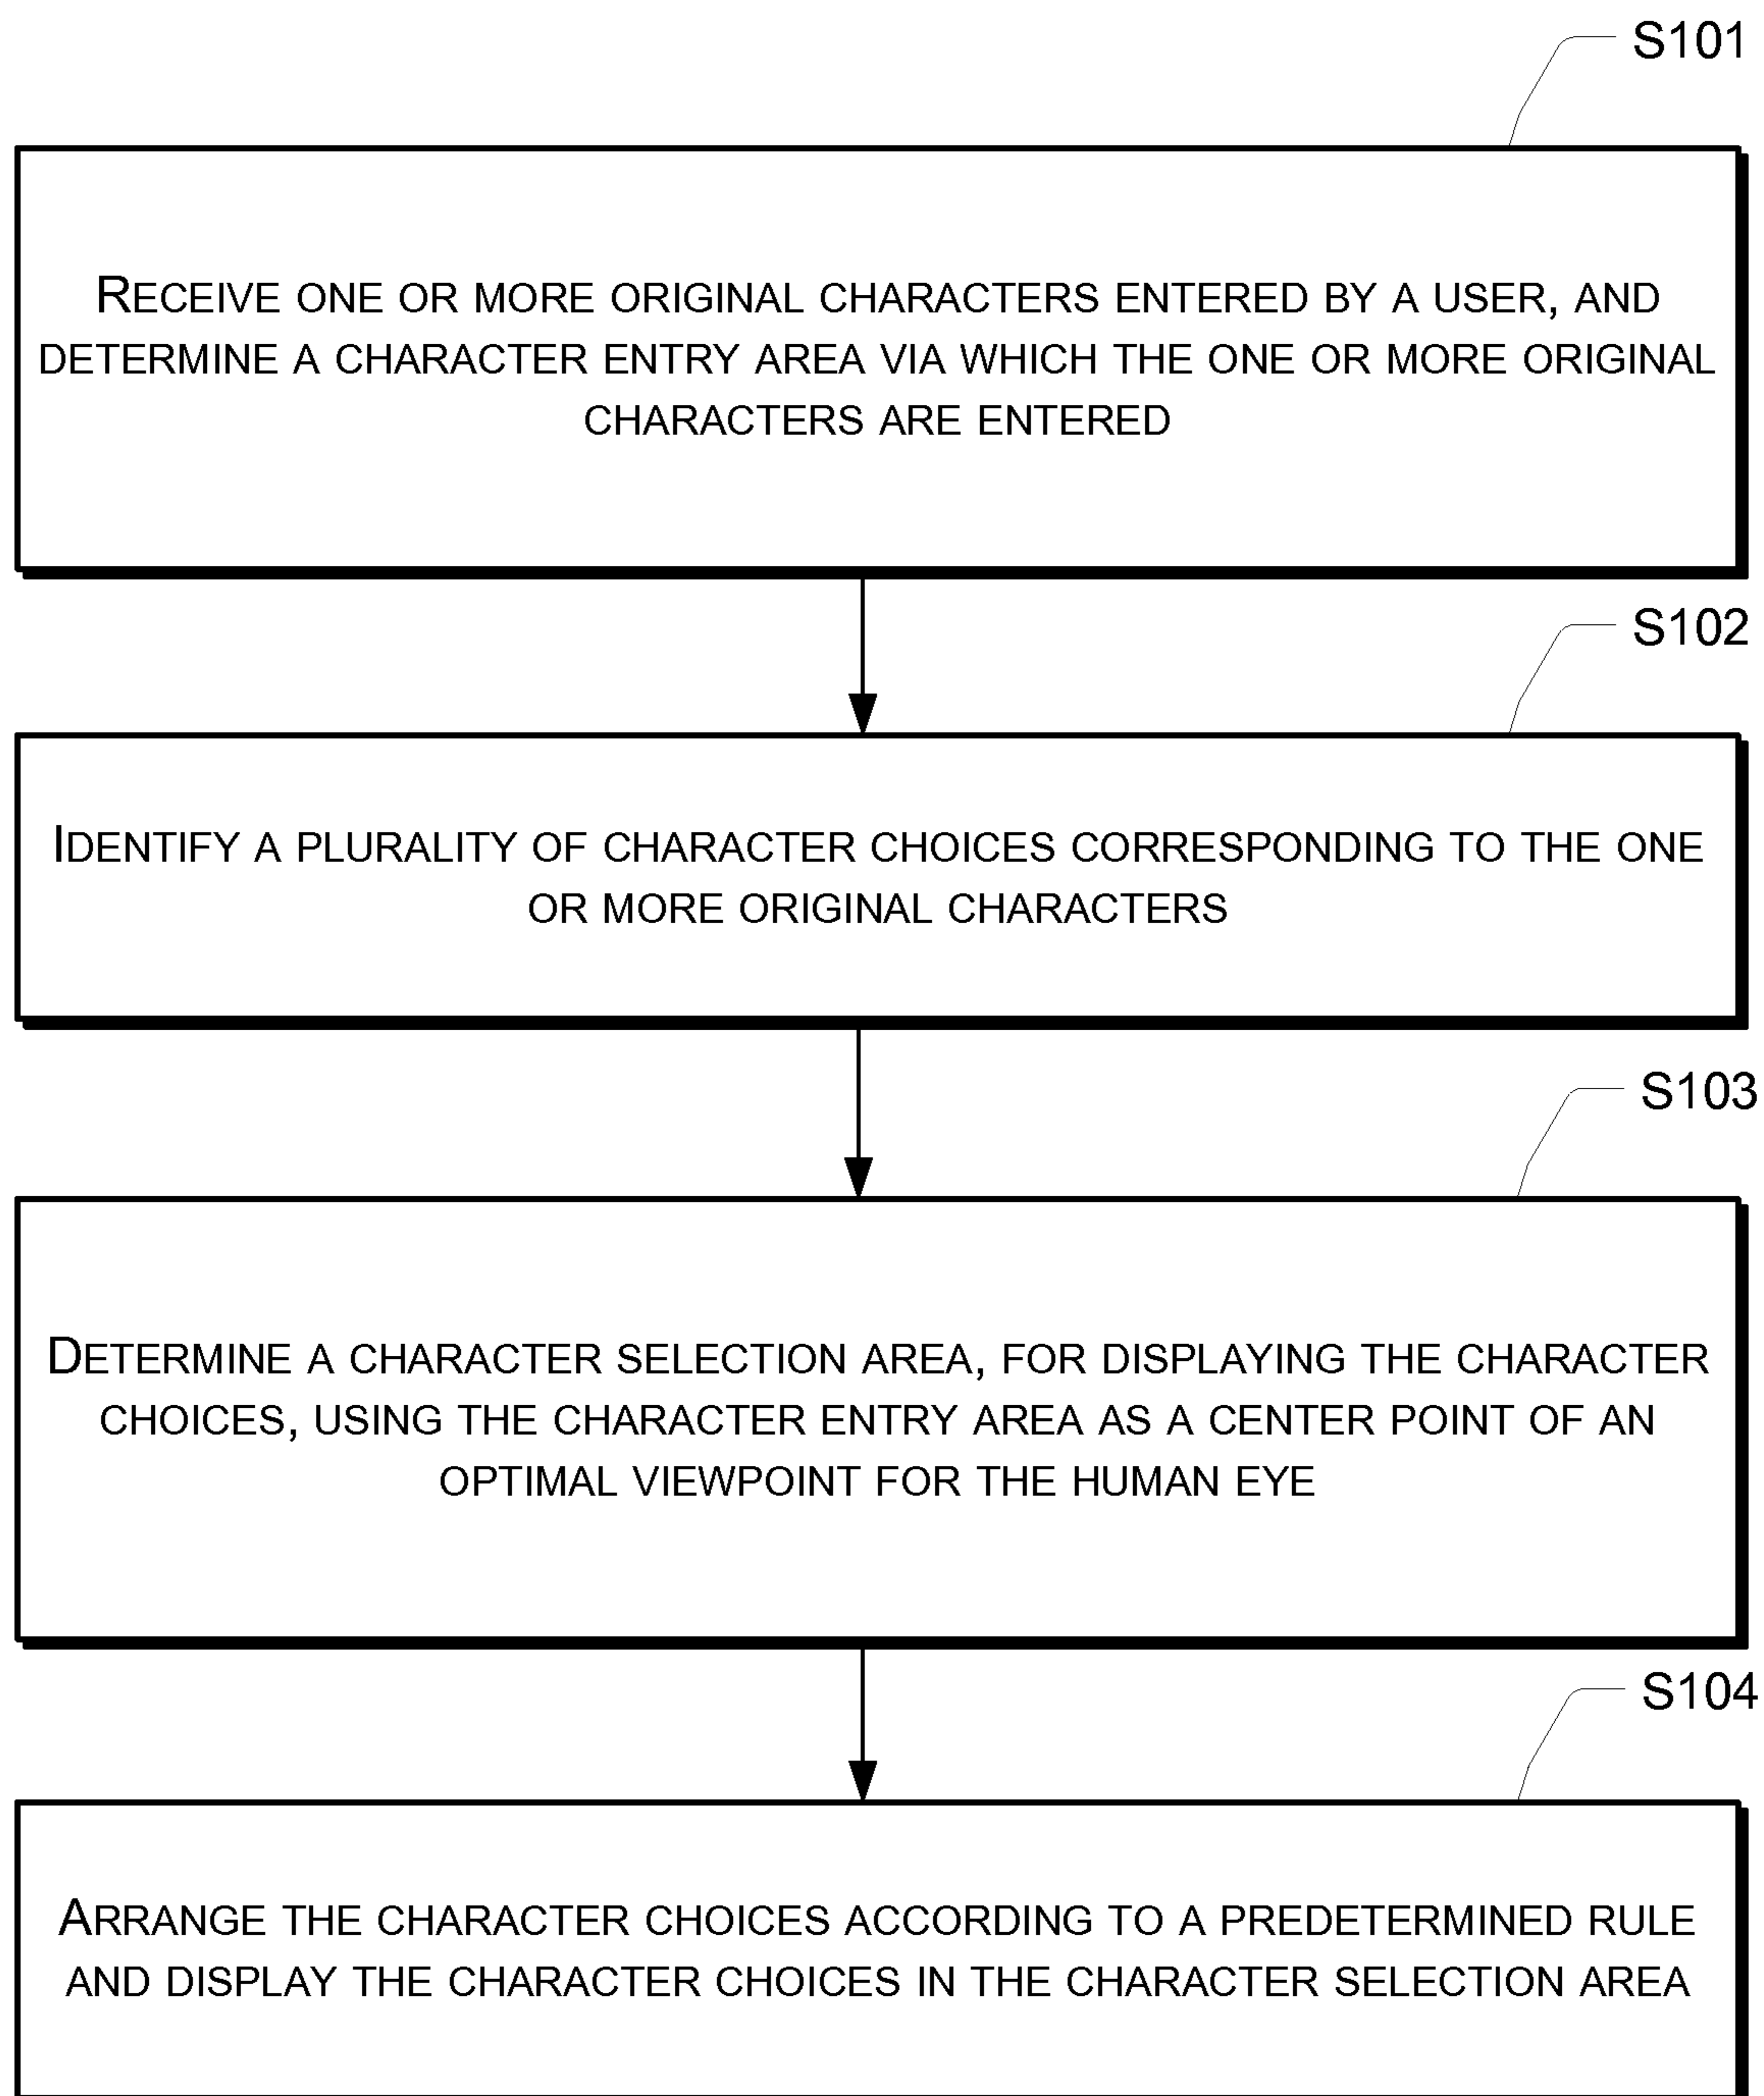 S101
RECEIVE ONE OR MORE ORIGINAL CHARACTERS ENTERED BY A USER, AND
DETERMINE A CHARACTER ENTRY AREA VIA WHICH THE ONE OR MORE ORIGINAL
CHARACTERS ARE ENTERED
S102
IDENTIFY A PLURALITY OF CHARACTER CHOICES CORRESPONDING TO THE ONE
OR MORE ORIGINAL CHARACTERS
S103
DETERMINE A CHARACTER SELECTION AREA, FOR DISPLAYING THE CHARACTER
CHOICES, USING THE CHARACTER ENTRY AREA AS A CENTER POINT OF AN
OPTIMAL VIEWPOINT FOR THE HUMAN EYE
S104
ARRANGE THE CHARACTER CHOICES ACCORDING TO A PREDETERMINED RULE
AND DISPLAY THE CHARACTER CHOICES IN THE CHARACTER SELECTION AREA